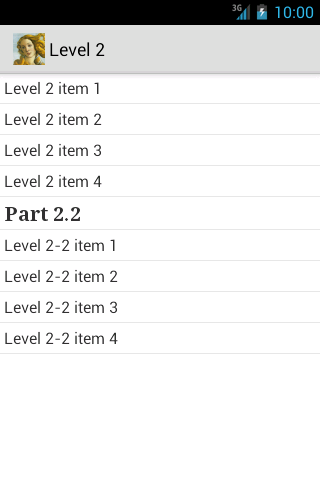 3G 10:00
Level 2
Level 2 item 1
Level 2 item 2
Level 2 item 3
Level 2 item 4
Part 2.2
Level 2-2 item 1
Level 2-2 item 2
Level 2-2 item 3
Level 2-2 item 4